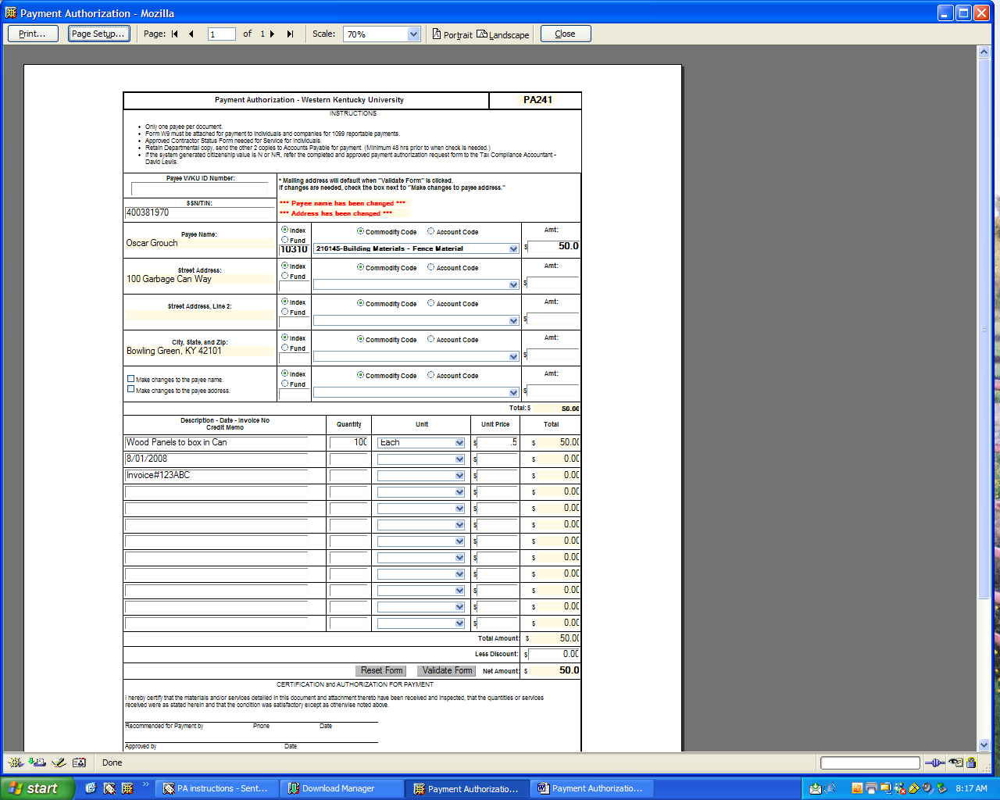 Payment Authorization - Mozilla
Print... Page Setup... Page: 1 of 1 Scale: 70% Portrait Landscape Close
Payment Authorization - Western Kentucky University PA241
INSTRUCTIONS
Only one payee per document.
Form W9 must be attached for payment to individuals and companies for 1099 reportable payments.
Approved Contractor Status Form needed for Service for individuals.
Retain Departmental copy, send the other 2 copies to Accounts Payable for payment. (Minimum 48 hrs prior to when check is needed.)
If the system generated citizenship value is N or NR, refer the completed and approved payment authorization request form to the Tax Compliance Accountant -
David Lewis.
Payee WKU ID Number:
* Mailing address will default when "Validate Form" is clicked.
If changes are needed, check the box next to "Make changes to payee address."
SSN/TIN:
400381970
*** Payee name has been changed ***
*** Address has been changed ***
Payee Name:
Oscar Grouch
Index
Fund
10310
Commodity Code Account Code
210145-Building Materials - Fence Material
Amt:
$ 50.0
Street Address:
100 Garbage Can Way
Index
Fund
Commodity Code Account Code
Amt:
$
Street Address, Line 2:
Index
Fund
Commodity Code Account Code
Amt:
$
City, State, and Zip:
Bowling Green, KY 42101
Index
Fund
Commodity Code Account Code
Amt:
$
Make changes to the payee name.
Make changes to the payee address.
Index
Fund
Commodity Code Account Code
Amt:
$
Total: $ 50.00
Description - Date - Invoice No
Credit Memo
Quantity Unit Unit Price Total
Wood Panels to box in Can 100 Each $ .5 $ 50.00
8/01/2008 $ $ 0.00
Invoice#123ABC $ $ 0.00
$ $ 0.00
$ $ 0.00
$ $ 0.00
$ $ 0.00
$ $ 0.00
$ $ 0.00
$ $ 0.00
$ $ 0.00
$ $ 0.00
Total Amount: $ 50.00
Less Discount: $ 0.00
Reset Form Validate Form Net Amount: $ 50.0
CERTIFICATION and AUTHORIZATION FOR PAYMENT
I hereby certify that the materials and/or services detailed in this document and attachment thereto have been received and inspected, that the quantities or services
received were as stated herein and that the condition was satisfactory except as otherwise noted above.
Recommended for Payment by Phone Date
Approved by Date
Done
start PA instructions - Sent... Download Manager Payment Authorizatio... Payment Authorizatio... 8:17 AM